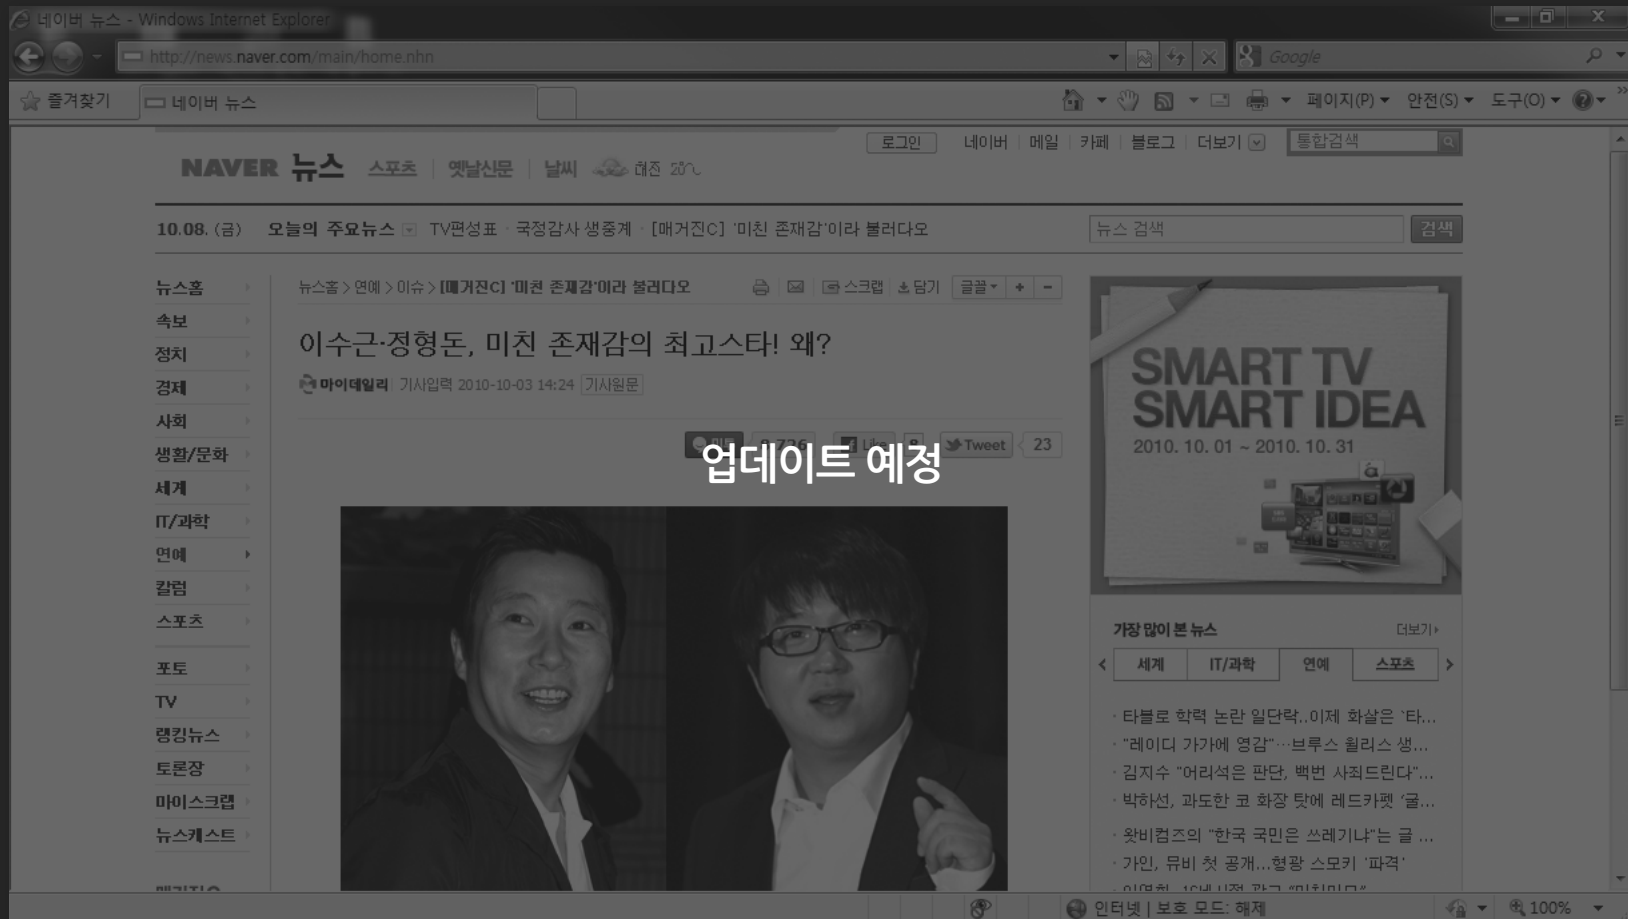 네이버 뉴스 - Windows Internet Explorer
http://news.naver.com/main/home.nhn
Google
즐겨찾기
네이버 뉴스
페이지(P) 안전(S) 도구(O)
로그인 네이버 메일 카페 블로그 더보기 통합검색
NAVER 뉴스 스포츠 옛날신문 날씨
10.08. (금) 오늘의 주요뉴스 TV편성표 · 국정감사 생중계 · [매거진C] '미친 존재감'이라 불러다오 뉴스 검색 검색
뉴스홈
속보
정치
경제
사회
생활/문화
세계
IT/과학
연예
칼럼
스포츠
포토
TV
랭킹뉴스
토론장
마이스크랩
뉴스캐스트
뉴스홈 > 연예 > 이슈 > [매거진C] '미친 존재감'이라 불러다오
스크랩 담기 글꼴 + -
이수근·정형돈, 미친 존재감의 최고스타! 왜?
마이데일리 기사입력 2010-10-03 14:24 기사원문
Like 8 Tweet 23
업데이트 예정
SMART TV
SMART IDEA
2010. 10. 01 ~ 2010. 10. 31
가장 많이 본 뉴스 더보기
세계 IT/과학 연예 스포츠
· 타블로 학력 논란 일단락..이제 화살은 '타...
· "레이디 가가에 영감"…브루스 윌리스 생...
· 김지수 "어리석은 판단, 백번 사죄드린다"...
· 박하선, 과도한 코 화장 탓에 레드카펫 '굴...
· 왓비컴즈의 "한국 국민은 쓰레기냐"는 글 ...
· 가인, 뮤비 첫 공개...형광 스모키 '파격'
인터넷 | 보호 모드: 해제
100%